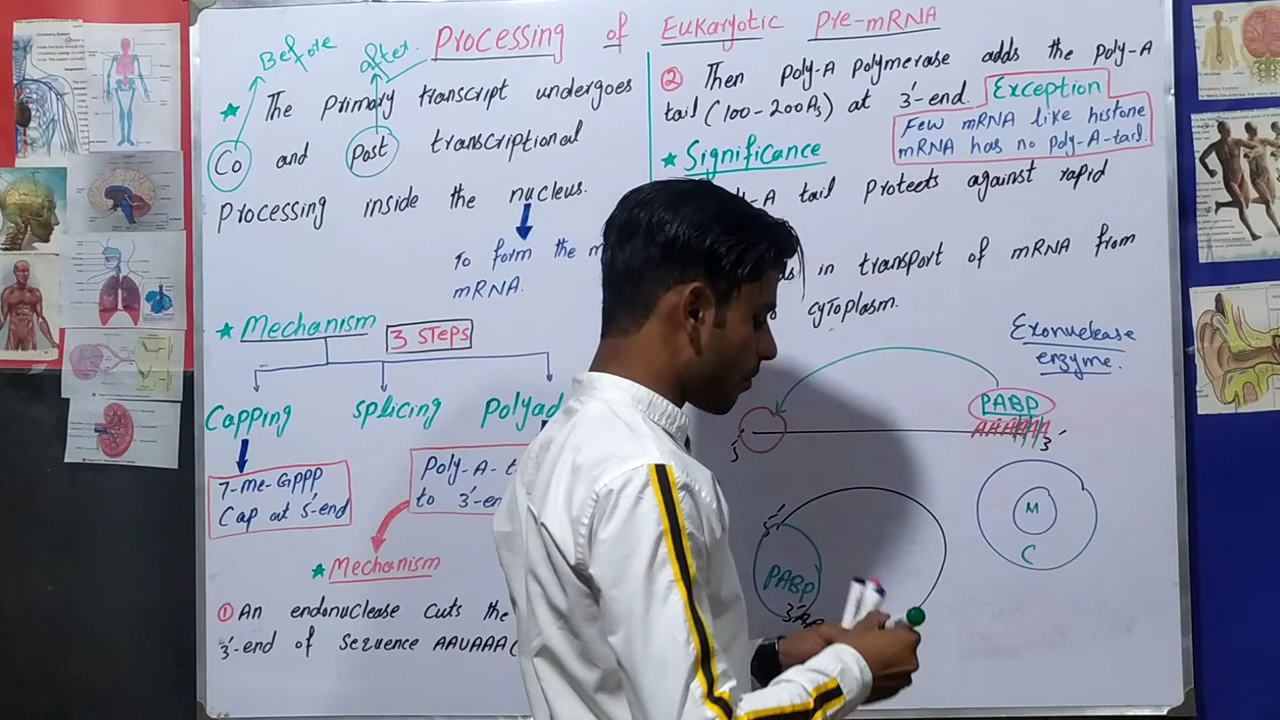 Processing of Eukaryotic Pre-mRNA
Before
after.
★ The Primary transcript undergoes
Co and Post transcriptional
Processing inside the nucleus.
To form the
mRNA.
★ Mechanism
3 STEPS
Capping
splicing
Polyad
7-me-GPPP
Cap at 5'-end
Poly-A-t
to 3'-en
★ Mechanism
① An endonuclease cuts the
3'-end of Sequence AAUAAA(
② Then Poly-A Polymerase adds the Poly-A
tail (100-200As) at 3'-end.
Exception
Few mRNA like histone
mRNA has no Poly-A-tail.
★ Significance
-A tail Protects against rapid
in transport of mRNA from
cytoplasm.
Exonuclease
enzyme.
PABP
AAAAAA
5'
3'
5'
PABP
3'
M
C